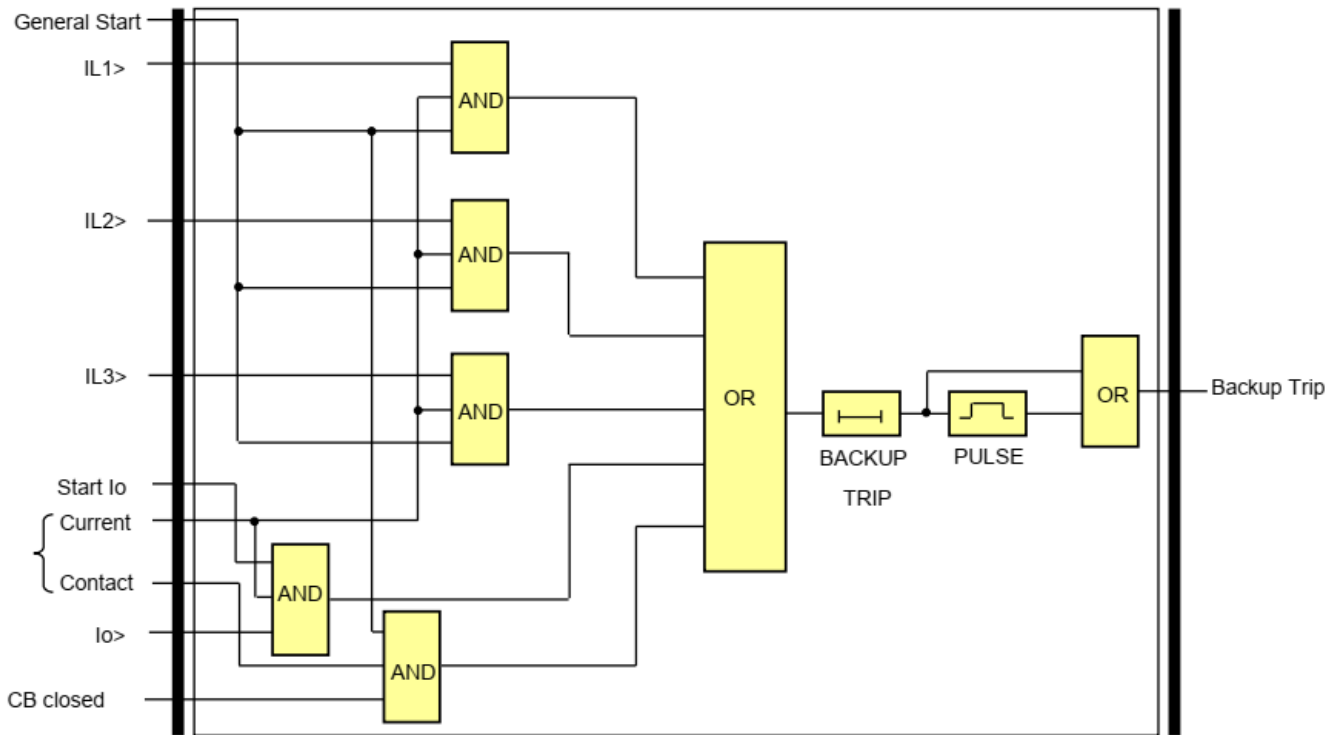 General Start
IL1>
AND
IL2>
AND
IL3>
AND
OR
OR
Backup Trip
BACKUP
TRIP
PULSE
Start Io
Current
Contact
AND
Io>
AND
CB closed